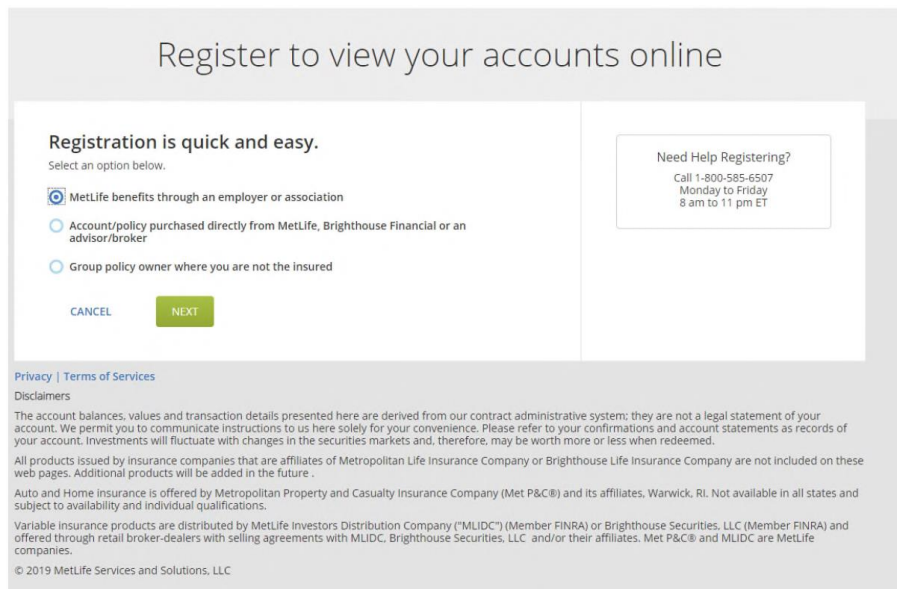 Register to view your accounts online
Registration is quick and easy.
Select an option below.
MetLife benefits through an employer or association
Account/policy purchased directly from MetLife, Brighthouse Financial or an
advisor/broker
Group policy owner where you are not the insured
CANCEL
NEXT
Need Help Registering?
Call 1-800-585-6507
Monday to Friday
8 am to 11 pm ET
Privacy | Terms of Services
Disclaimers
The account balances, values and transaction details presented here are derived from our contract administrative system; they are not a legal statement of your
account. We permit you to communicate instructions to us here solely for your convenience. Please refer to your confirmations and account statements as records of
your account. Investments will fluctuate with changes in the securities markets and, therefore, may be worth more or less when redeemed.
All products issued by insurance companies that are affiliates of Metropolitan Life Insurance Company or Brighthouse Life Insurance Company are not included on these
web pages. Additional products will be added in the future .
Auto and Home insurance is offered by Metropolitan Property and Casualty Insurance Company (Met P&C®) and its affiliates, Warwick, RI. Not available in all states and
subject to availability and individual qualifications.
Variable insurance products are distributed by MetLife Investors Distribution Company ("MLIDC") (Member FINRA) or Brighthouse Securities, LLC (Member FINRA) and
offered through retail broker-dealers with selling agreements with MLIDC, Brighthouse Securities, LLC and/or their affiliates. Met P&C® and MLIDC are MetLife
companies.
© 2019 MetLife Services and Solutions, LLC